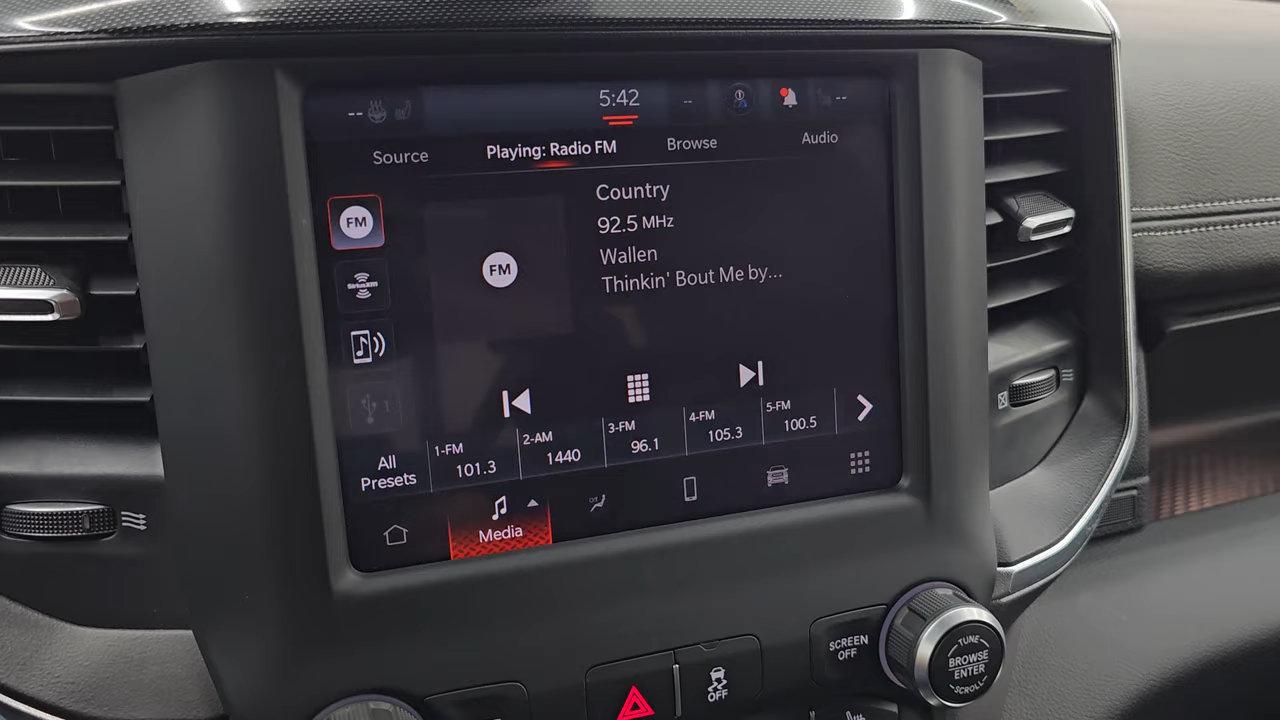 --
5:42
--
--
Source
Playing: Radio FM
Browse
Audio
FM
SiriusXM
1
FM
Country
92.5 MHz
Wallen
Thinkin' Bout Me by...
All
Presets
1-FM
101.3
2-AM
1440
3-FM
96.1
4-FM
105.3
5-FM
100.5
Media
SCREEN
OFF
TUNE
BROWSE
ENTER
SCROLL
OFF